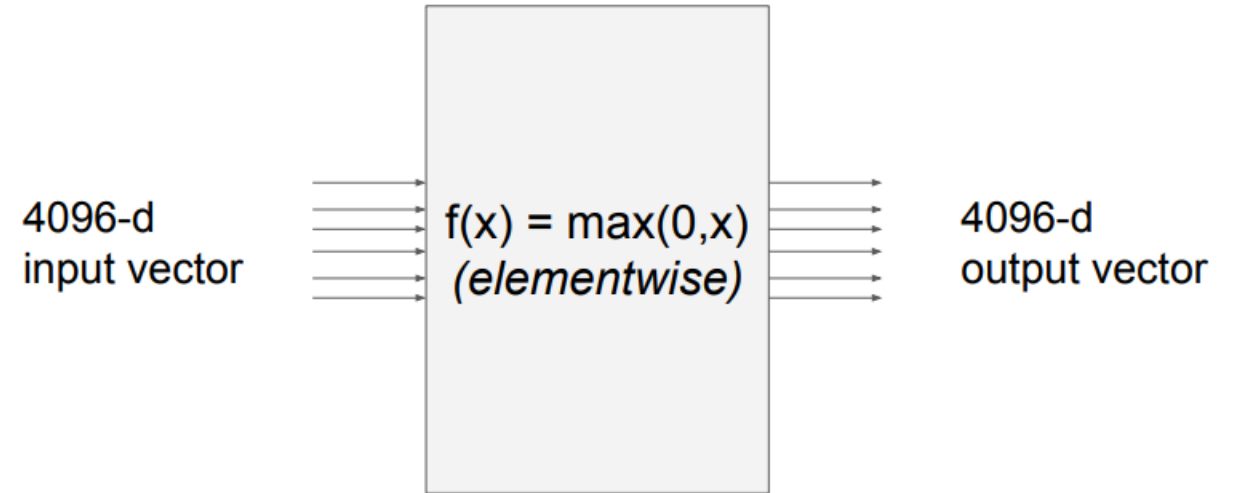 4096-d
input vector
f(x) = max(0,x)
(elementwise)
4096-d
output vector